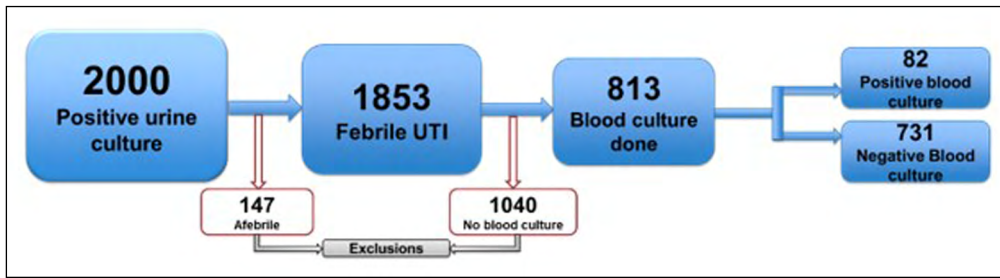 2000
Positive urine
culture
1853
Febrile UTI
813
Blood culture
done
82
Positive blood
culture
731
Negative Blood
culture
147
Afebrile
1040
No blood culture
Exclusions